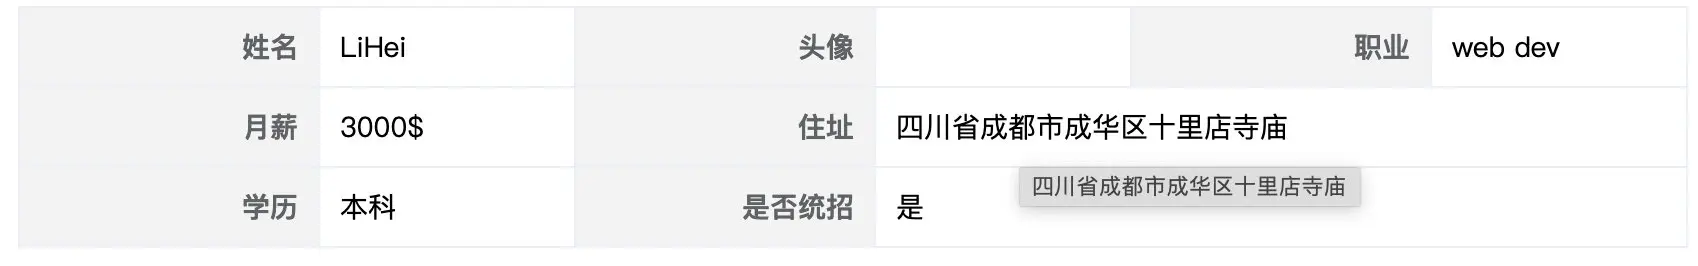 姓名 LiHei 头像 职业 web dev
月薪 3000$ 住址 四川省成都市成华区十里店寺庙
四川省成都市成华区十里店寺庙
学历 本科 是否统招 是